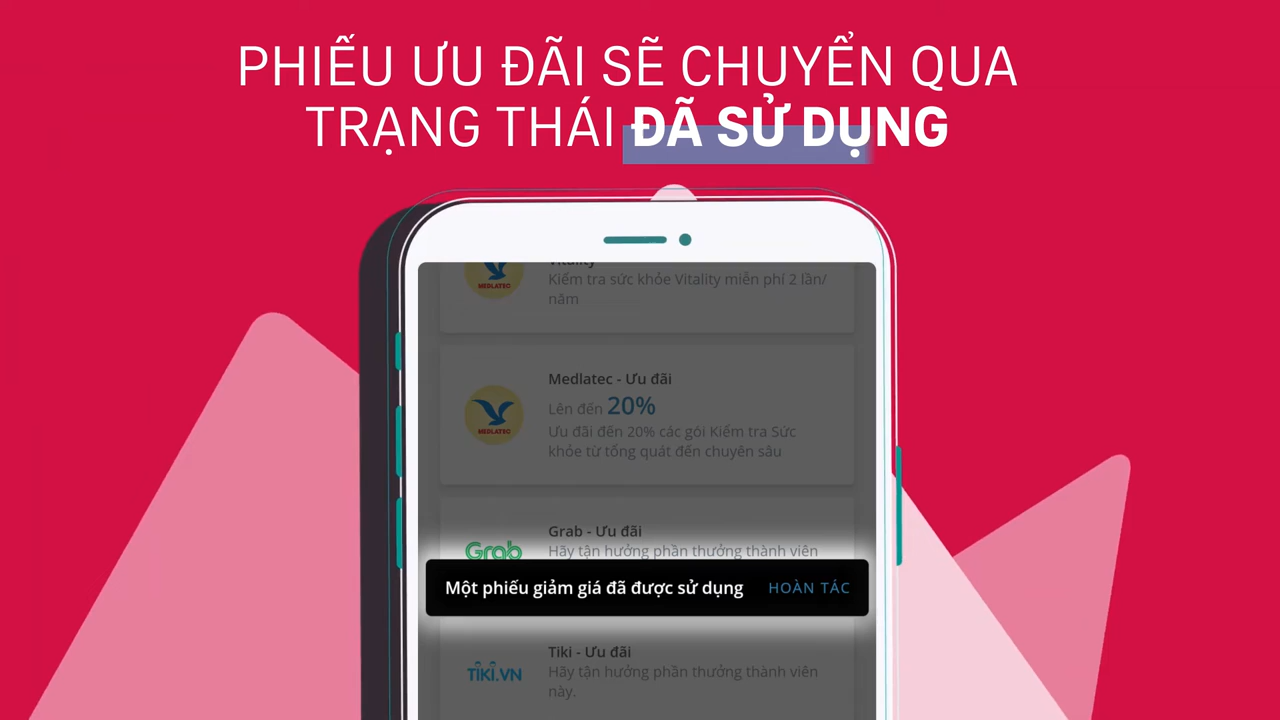 PHIẾU ƯU ĐÃI SẼ CHUYỂN QUA
TRẠNG THÁI ĐÃ SỬ DỤNG
Vitality
MEDLATEC
Kiểm tra sức khỏe Vitality miễn phí 2 lần/
năm
Medlatec - Ưu đãi
Lên đến 20%
MEDLATEC
Ưu đãi đến 20% các gói Kiểm tra Sức
khỏe từ tổng quát đến chuyên sâu
Grab - Ưu đãi
Grab
Hãy tận hưởng phần thưởng thành viên
Một phiếu giảm giá đã được sử dụng HOÀN TÁC
Tiki - Ưu đãi
TIKI.VN
Hãy tận hưởng phần thưởng thành viên
này.